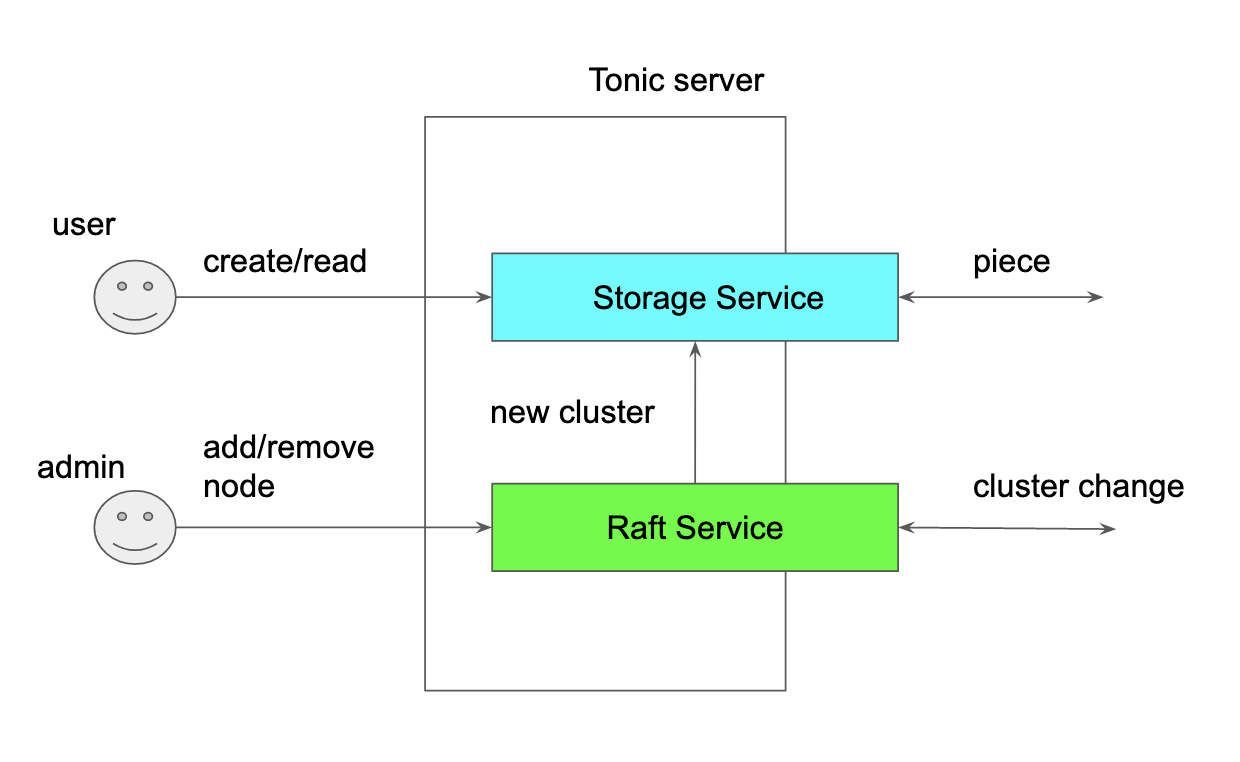 Tonic server
user
create/read
Storage Service
piece
new cluster
admin
add/remove
node
Raft Service
cluster change